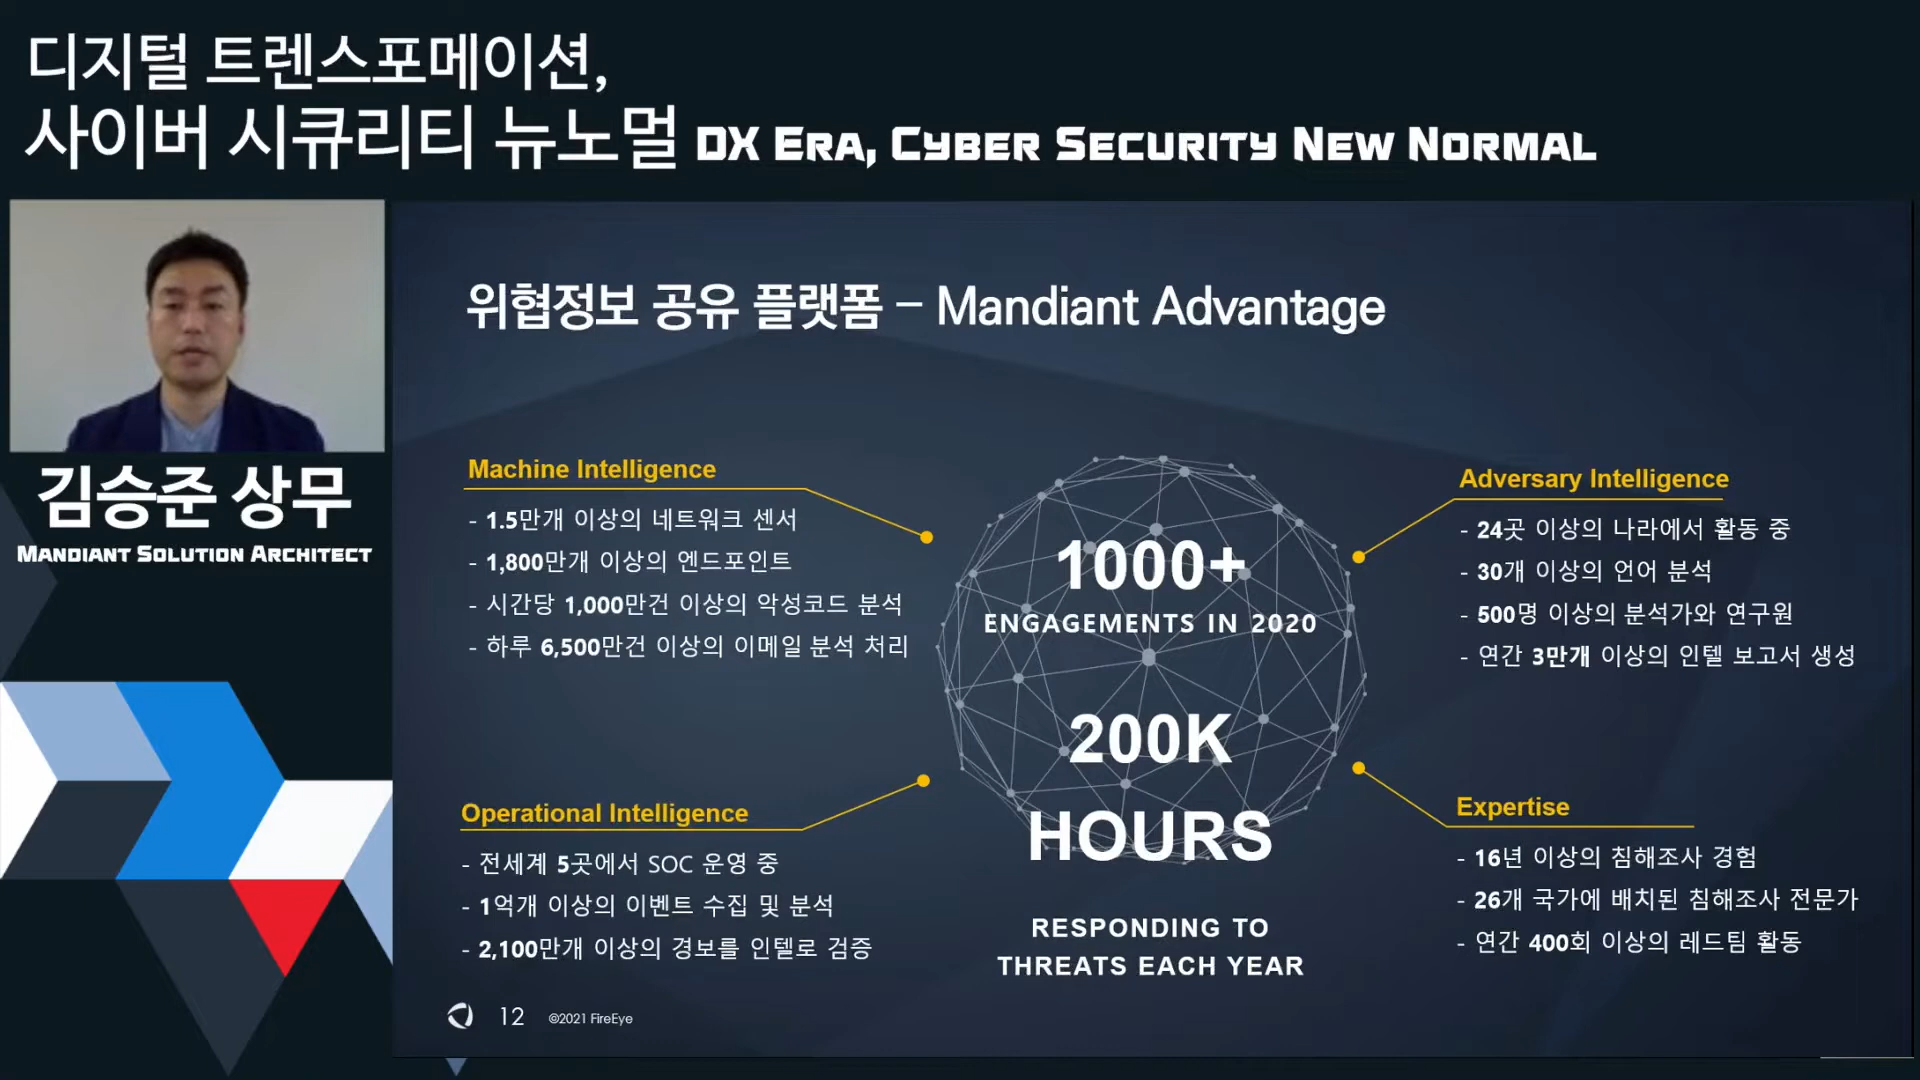 디지털 트렌스포메이션,
사이버 시큐리티 뉴노멀 DX Era, Cyber Security New Normal
김승준 상무
Mandiant Solution Architect
위협정보 공유 플랫폼 – Mandiant Advantage
Machine Intelligence
- 1.5만개 이상의 네트워크 센서
- 1,800만개 이상의 엔드포인트
- 시간당 1,000만건 이상의 악성코드 분석
- 하루 6,500만건 이상의 이메일 분석 처리
Operational Intelligence
- 전세계 5곳에서 SOC 운영 중
- 1억개 이상의 이벤트 수집 및 분석
- 2,100만개 이상의 경보를 인텔로 검증
1000+
ENGAGEMENTS IN 2020
200K
HOURS
RESPONDING TO
THREATS EACH YEAR
Adversary Intelligence
- 24곳 이상의 나라에서 활동 중
- 30개 이상의 언어 분석
- 500명 이상의 분석가와 연구원
- 연간 3만개 이상의 인텔 보고서 생성
Expertise
- 16년 이상의 침해조사 경험
- 26개 국가에 배치된 침해조사 전문가
- 연간 400회 이상의 레드팀 활동
12 ©2021 FireEye